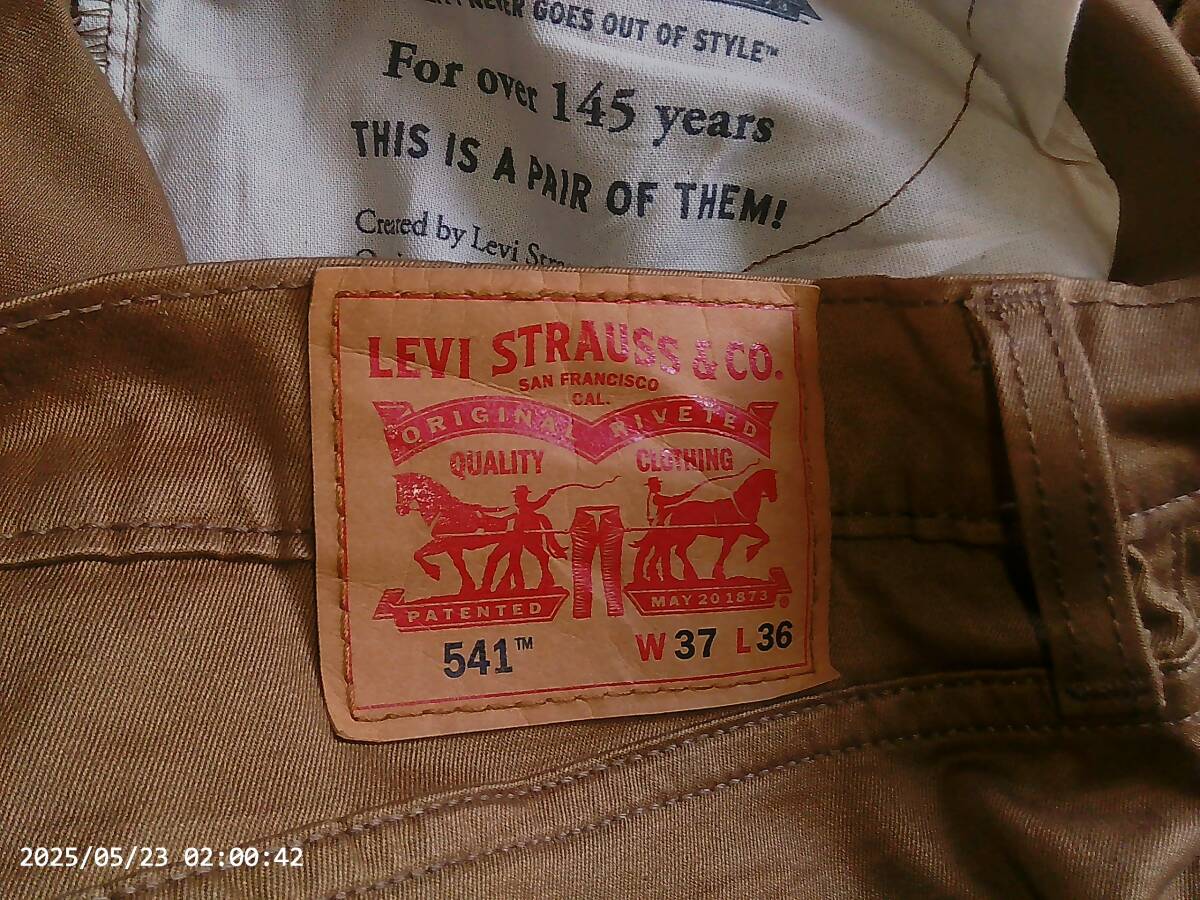 NEVER GOES OUT OF STYLE™
For over 145 years
THIS IS A PAIR OF THEM!
Created by Levi
LEVI STRAUSS & CO.
SAN FRANCISCO
CAL.
ORIGINAL RIVETED
QUALITY CLOTHING
PATENTED MAY 20 1873 ®
541™ W 37 L 36
2025/05/23 02:00:42